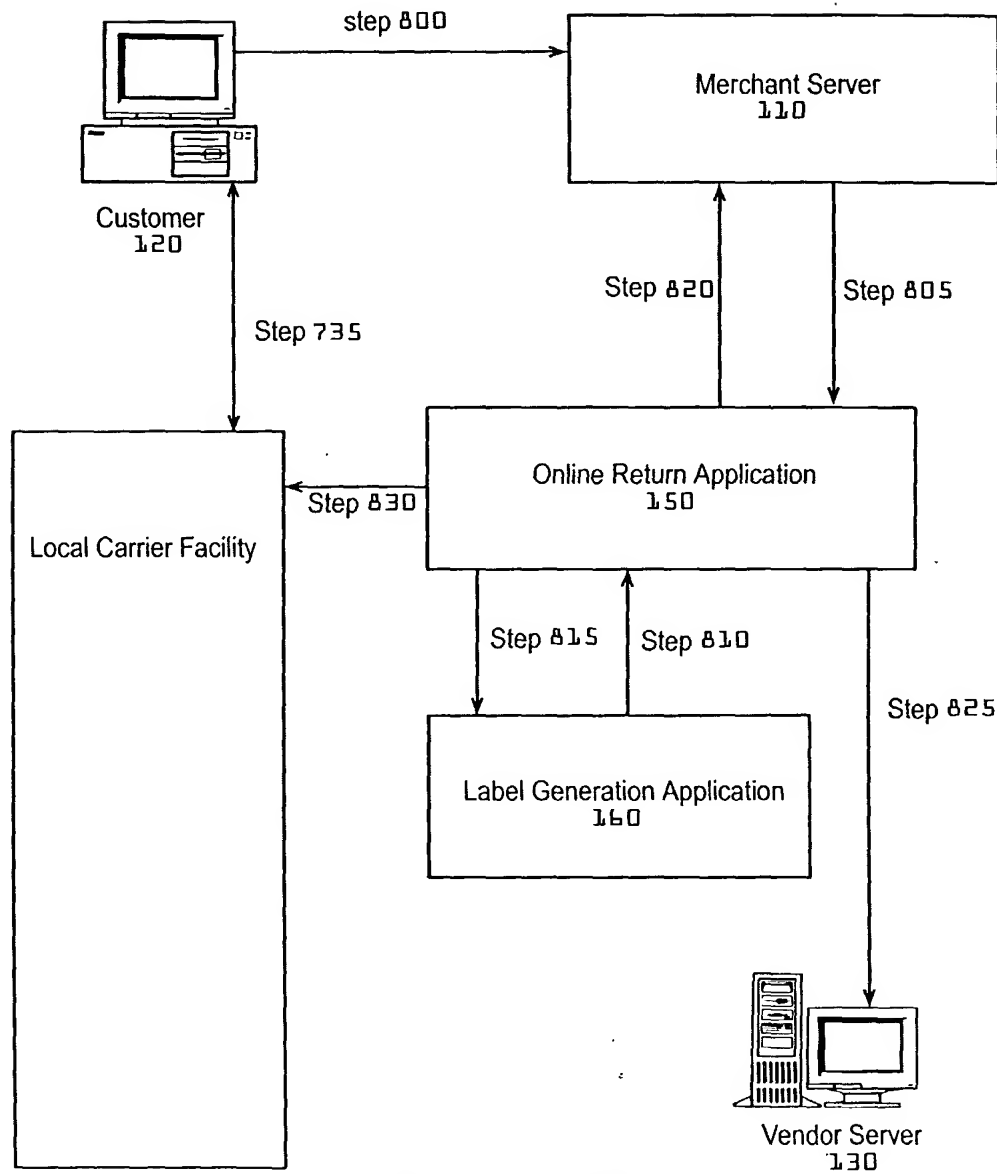 step 800
Merchant Server
110
Customer
120
Step 820
Step 805
Step 735
Online Return Application
150
Step 830
Local Carrier Facility
Step 815
Step 810
Step 825
Label Generation Application
160
Vendor Server
130